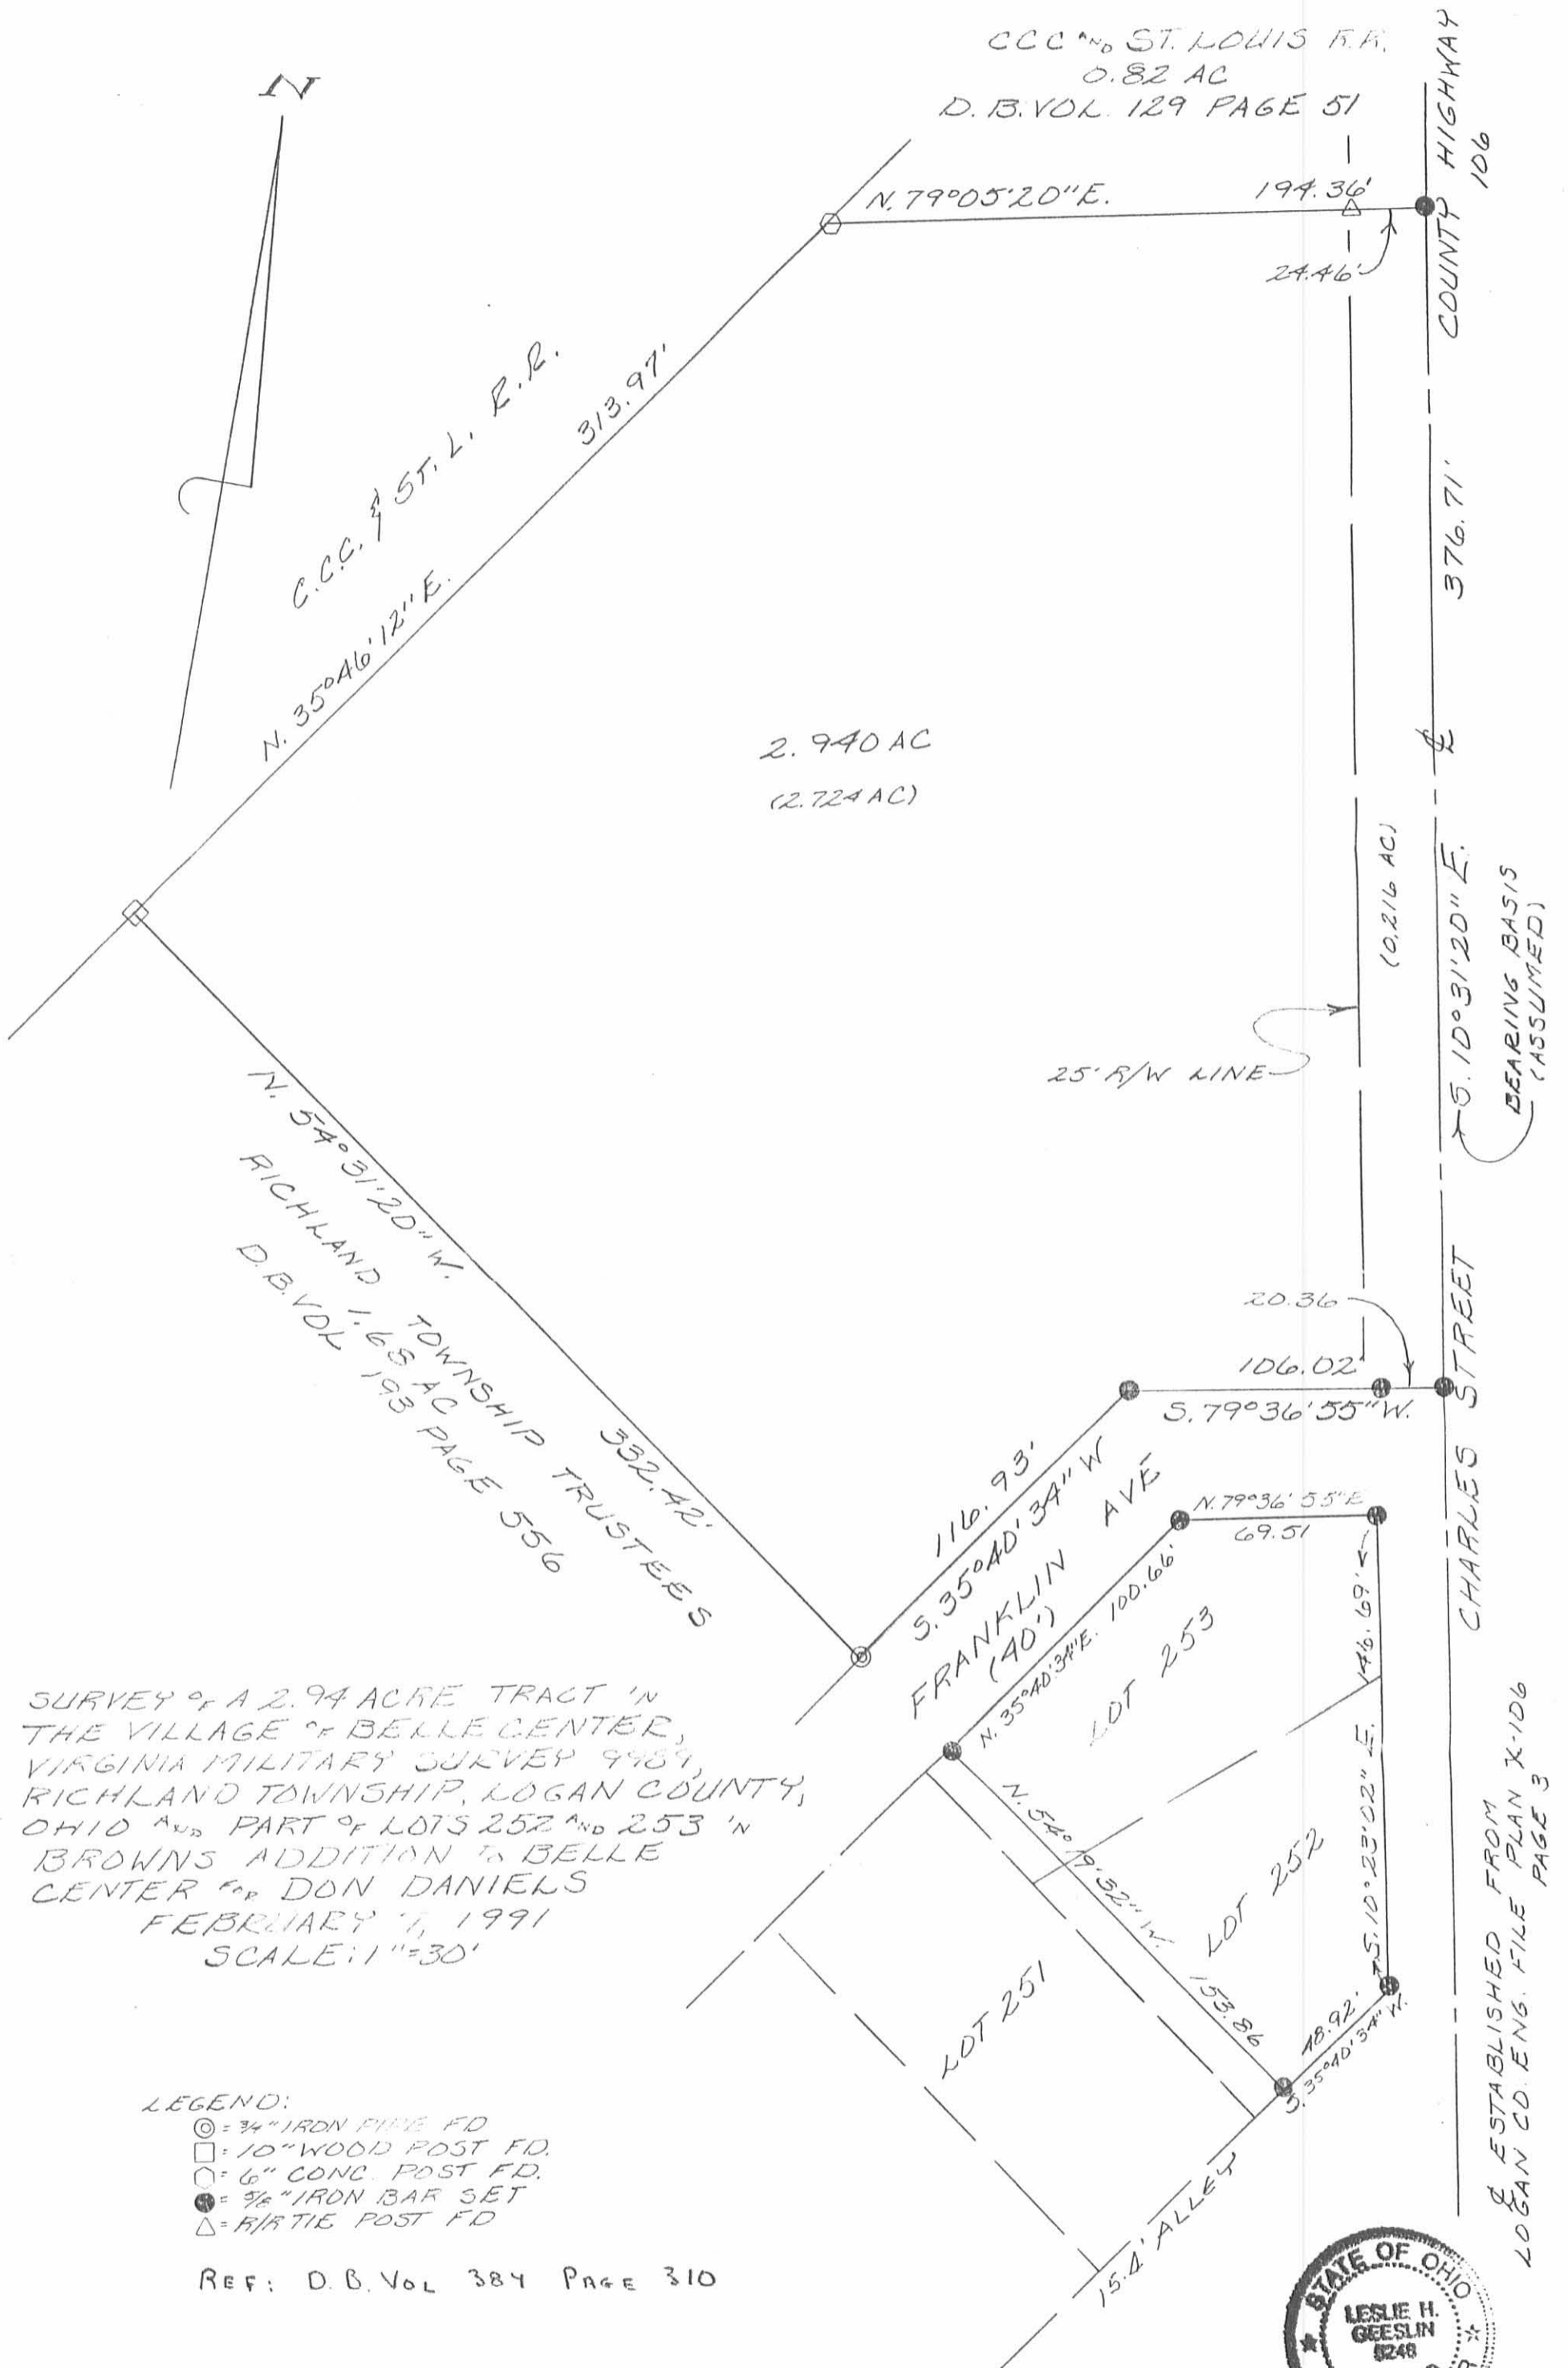 N
CCC AND ST. LOUIS R.R.
0.82 AC
D.B. VOL. 129 PAGE 51
COUNTY HIGHWAY
106
N. 79°05'20" E.
194.36'
24.46'
C.C.C. & ST. L. R.R.
313.97'
N. 35°46'12" E.
376.71'
2.940 AC
(2.724 AC)
℄
(0.216 AC)
S. 10°31'20" E.
BEARING BASIS
(ASSUMED)
25' R/W LINE
N. 54°31'20" W.
332.42'
RICHLAND TOWNSHIP TRUSTEES
1.68 AC
D.B. VOL 193 PAGE 556
20.36
106.02'
S. 79°36'55" W.
CHARLES STREET
116.93'
S. 35°40'34" W
FRANKLIN AVE
(40')
N. 79°36'55" E
69.51
N. 35°40'34" E. 100.66'
LOT 253
146.69'
S. 10°23'02" E.
N. 54°19'32" W.
153.86
LOT 252
48.92'
S. 35°40'34" W.
LOT 251
15.4' ALLEY
℄ ESTABLISHED FROM
LOGAN CO. ENG. FILE PLAN X-106
PAGE 3
SURVEY OF A 2.94 ACRE TRACT IN
THE VILLAGE OF BELLE CENTER,
VIRGINIA MILITARY SURVEY 9989,
RICHLAND TOWNSHIP, LOGAN COUNTY,
OHIO AND PART OF LOTS 252 AND 253 IN
BROWNS ADDITION TO BELLE
CENTER FOR DON DANIELS
FEBRUARY 1991
SCALE: 1"=30'
LEGEND:
= 3/4" IRON PIPE FD
= 10" WOOD POST FD.
= 6" CONC. POST FD.
= 5/8" IRON BAR SET
= R/R TIE POST FD
REF: D.B. VOL 384 PAGE 310
STATE OF OHIO
LESLIE H.
GEESLIN
5248